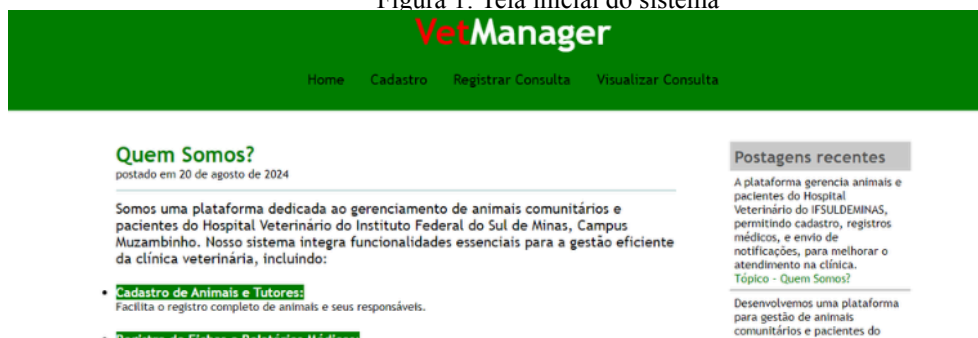 Figura 1. Tela inicial do sistema
VetManager
Home Cadastro Registrar Consulta Visualizar Consulta
Quem Somos?
postado em 20 de agosto de 2024
Somos uma plataforma dedicada ao gerenciamento de animais comunitários e
pacientes do Hospital Veterinário do Instituto Federal do Sul de Minas, Campus
Muzambinho. Nosso sistema integra funcionalidades essenciais para a gestão eficiente
da clínica veterinária, incluindo:
• Cadastro de Animais e Tutores:
Facilita o registro completo de animais e seus responsáveis.
• Registro de Fichas e Relatórios Médicos:
Postagens recentes
A plataforma gerencia animais e
pacientes do Hospital
Veterinário do IFSULDEMINAS,
permitindo cadastro, registros
médicos, e envio de
notificações, para melhorar o
atendimento na clínica.
Tópico - Quem Somos?
Desenvolvemos uma plataforma
para gestão de animais
comunitários e pacientes do